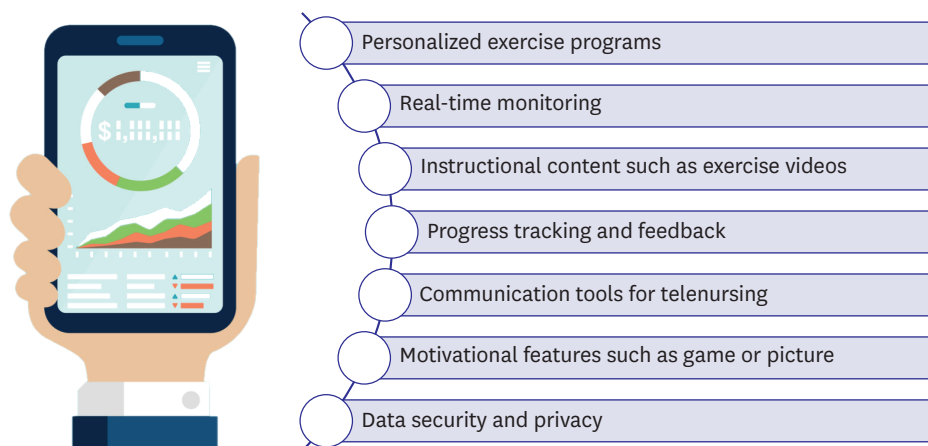 Personalized exercise programs
Real-time monitoring
Instructional content such as exercise videos
Progress tracking and feedback
Communication tools for telenursing
Motivational features such as game or picture
Data security and privacy